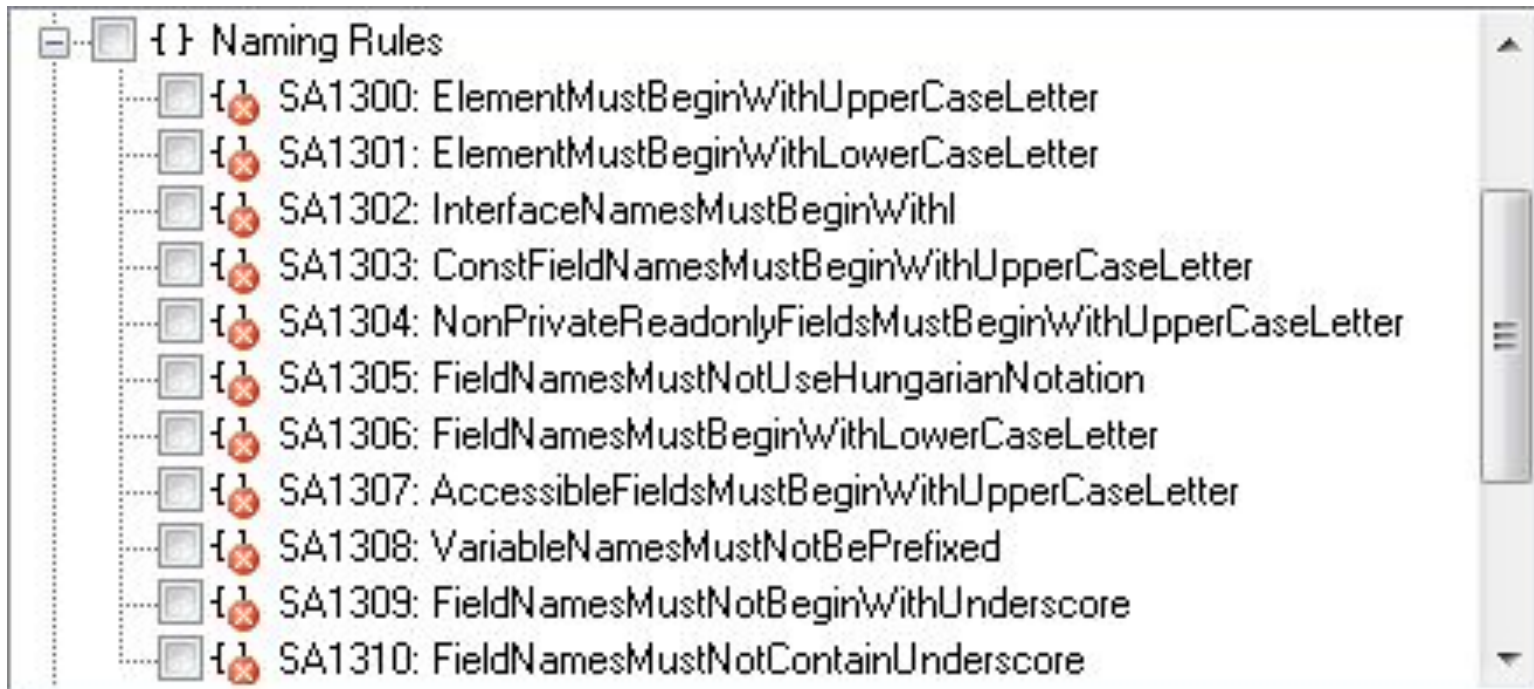 { } Naming Rules
SA1300: ElementMustBeginWithUpperCaseLetter
SA1301: ElementMustBeginWithLowerCaseLetter
SA1302: InterfaceNamesMustBeginWithI
SA1303: ConstFieldNamesMustBeginWithUpperCaseLetter
SA1304: NonPrivateReadonlyFieldsMustBeginWithUpperCaseLetter
SA1305: FieldNamesMustNotUseHungarianNotation
SA1306: FieldNamesMustBeginWithLowerCaseLetter
SA1307: AccessibleFieldsMustBeginWithUpperCaseLetter
SA1308: VariableNamesMustNotBePrefixed
SA1309: FieldNamesMustNotBeginWithUnderscore
SA1310: FieldNamesMustNotContainUnderscore